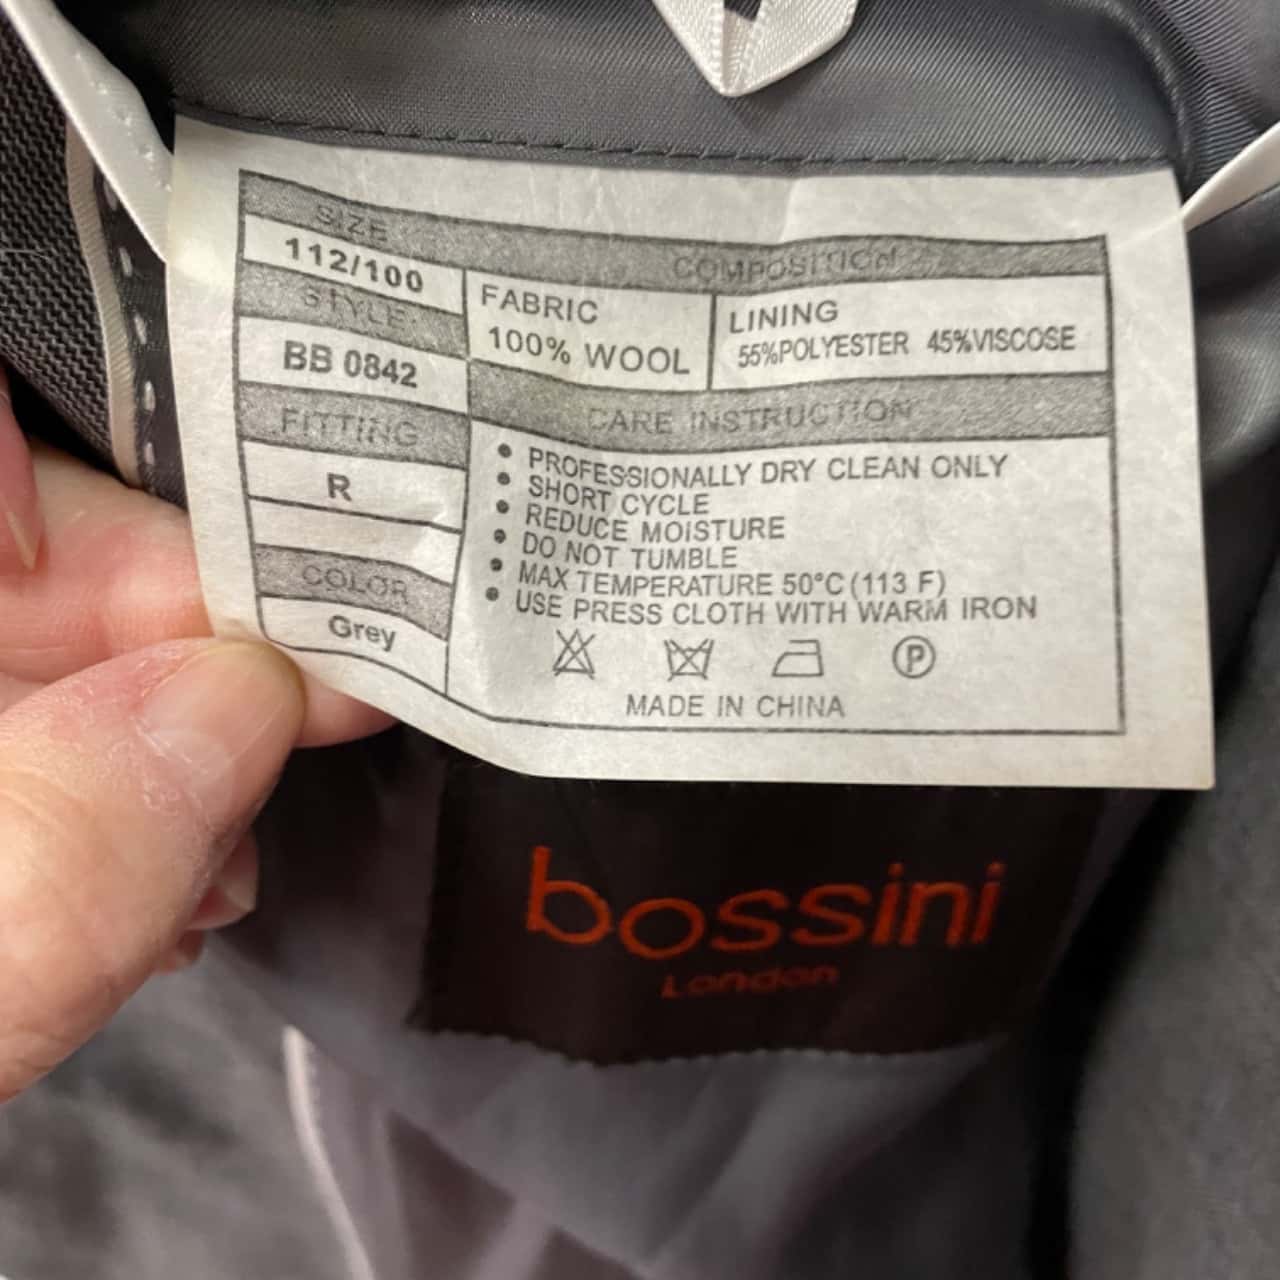 SIZE
112/100
STYLE
BB 0842
FITTING
R
COLOR
Grey
COMPOSITION
FABRIC
100% WOOL
LINING
55%POLYESTER 45%VISCOSE
CARE INSTRUCTION
• PROFESSIONALLY DRY CLEAN ONLY
• SHORT CYCLE
• REDUCE MOISTURE
• DO NOT TUMBLE
• MAX TEMPERATURE 50°C (113 F)
• USE PRESS CLOTH WITH WARM IRON
P
MADE IN CHINA
bossini
London